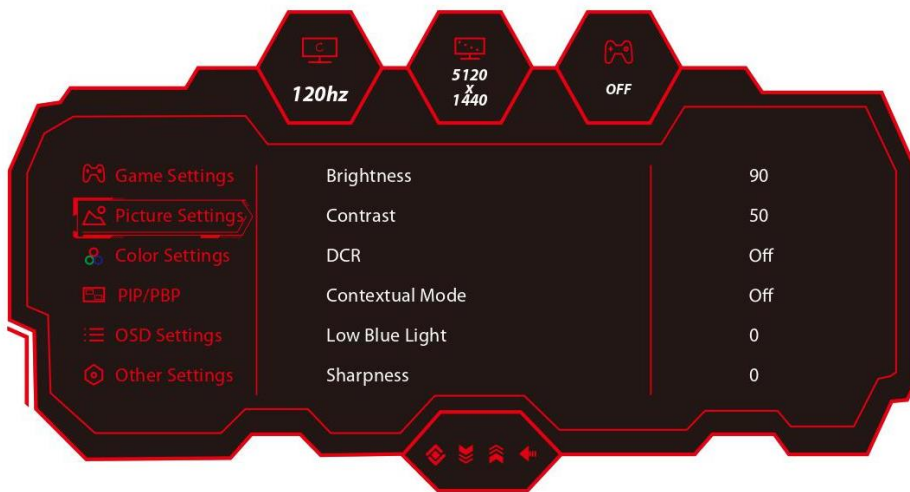 120hz
5120
x
1440
OFF
Game Settings
Picture Settings
Color Settings
PIP/PBP
OSD Settings
Other Settings
Brightness 90
Contrast 50
DCR Off
Contextual Mode Off
Low Blue Light 0
Sharpness 0